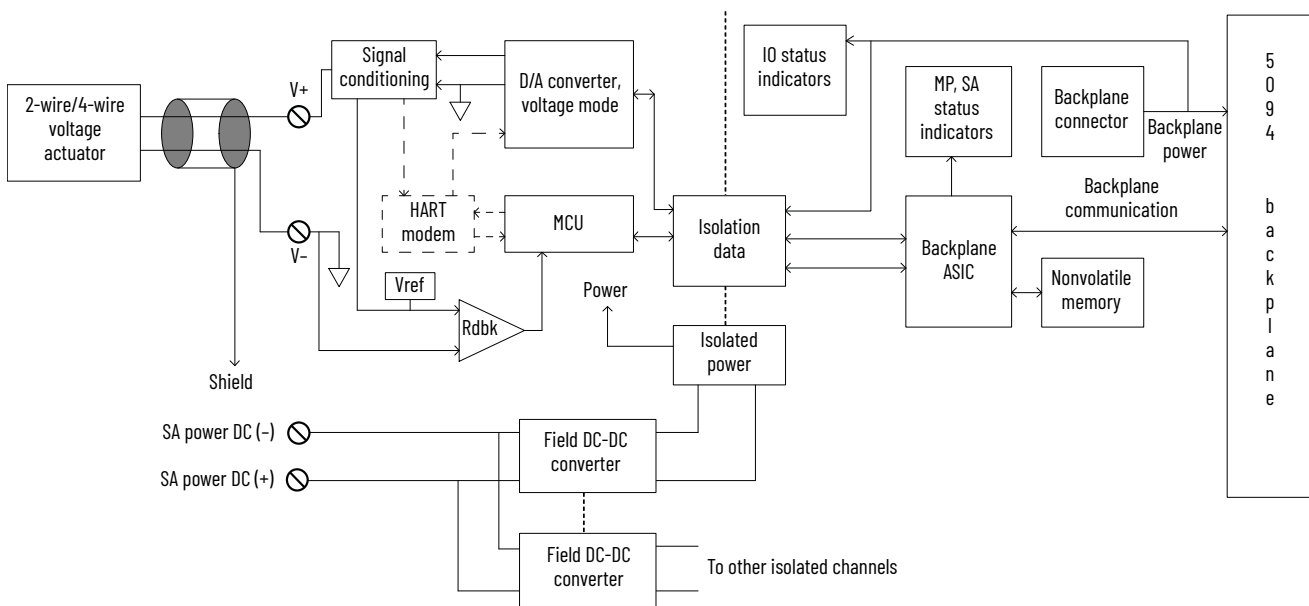 2-wire/4-wire
voltage
actuator
V+
V–
Shield
Signal
conditioning
D/A converter,
voltage mode
HART
modem
MCU
Vref
Rdbk
Power
Isolation
data
Isolated
power
IO status
indicators
MP, SA
status
indicators
Backplane
connector
Backplane
power
Backplane
communication
Backplane
ASIC
Nonvolatile
memory
5
0
9
4
b
a
c
k
p
l
a
n
e
SA power DC (–)
SA power DC (+)
Field DC-DC
converter
Field DC-DC
converter
To other isolated channels